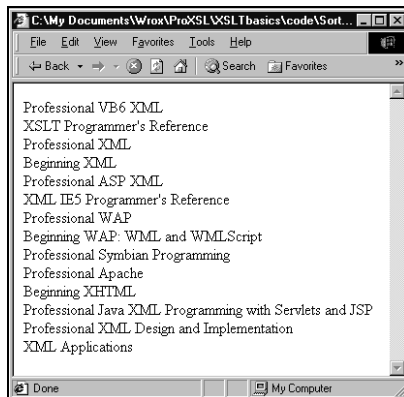 C:\My Documents\Wrox\ProXSL\XSLTbasics\code\Sort...
File Edit View Favorites Tools Help
Back Search Favorites »
Professional VB6 XML
XSLT Programmer's Reference
Professional XML
Beginning XML
Professional ASP XML
XML IE5 Programmer's Reference
Professional WAP
Beginning WAP: WML and WMLScript
Professional Symbian Programming
Professional Apache
Beginning XHTML
Professional Java XML Programming with Servlets and JSP
Professional XML Design and Implementation
XML Applications
Done My Computer